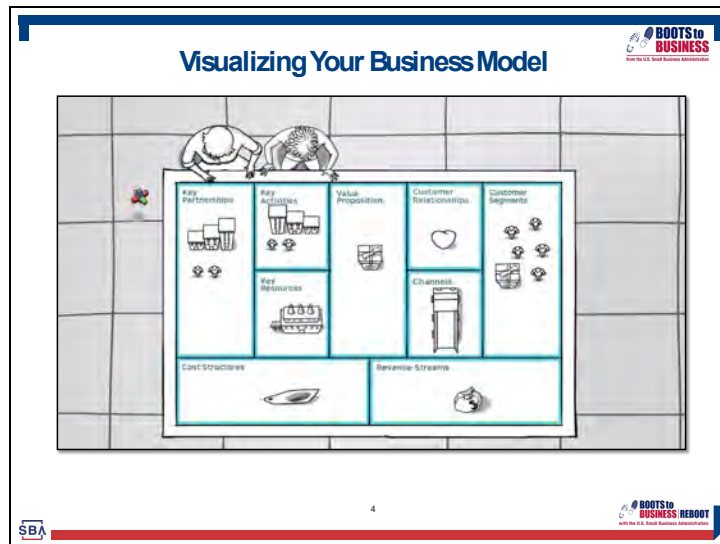 BOOTS to
BUSINESS
from the U.S. Small Business Administration
Visualizing Your Business Model
Key
Partnerships
Key
Activities
Value
Proposition
Customer
Relationships
Customer
Segments
Key
Resources
Channels
Cost Structures
Revenue Streams
4
SBA
BOOTS to
BUSINESS | REBOOT
with the U.S. Small Business Administration